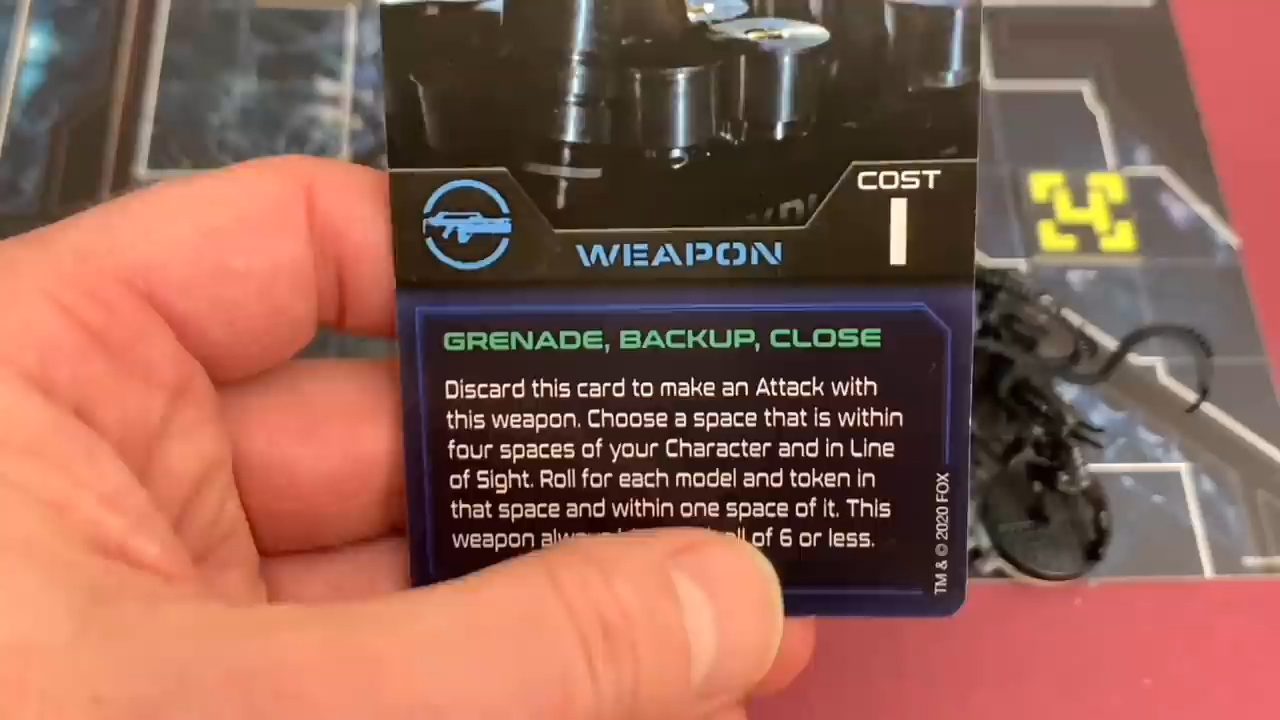 COST
1
WEAPON
GRENADE, BACKUP, CLOSE
Discard this card to make an Attack with
this weapon. Choose a space that is within
four spaces of your Character and in Line
of Sight. Roll for each model and token in
that space and within one space of it. This
weapon of 6 or less.
TM & © 2020 FOX
4